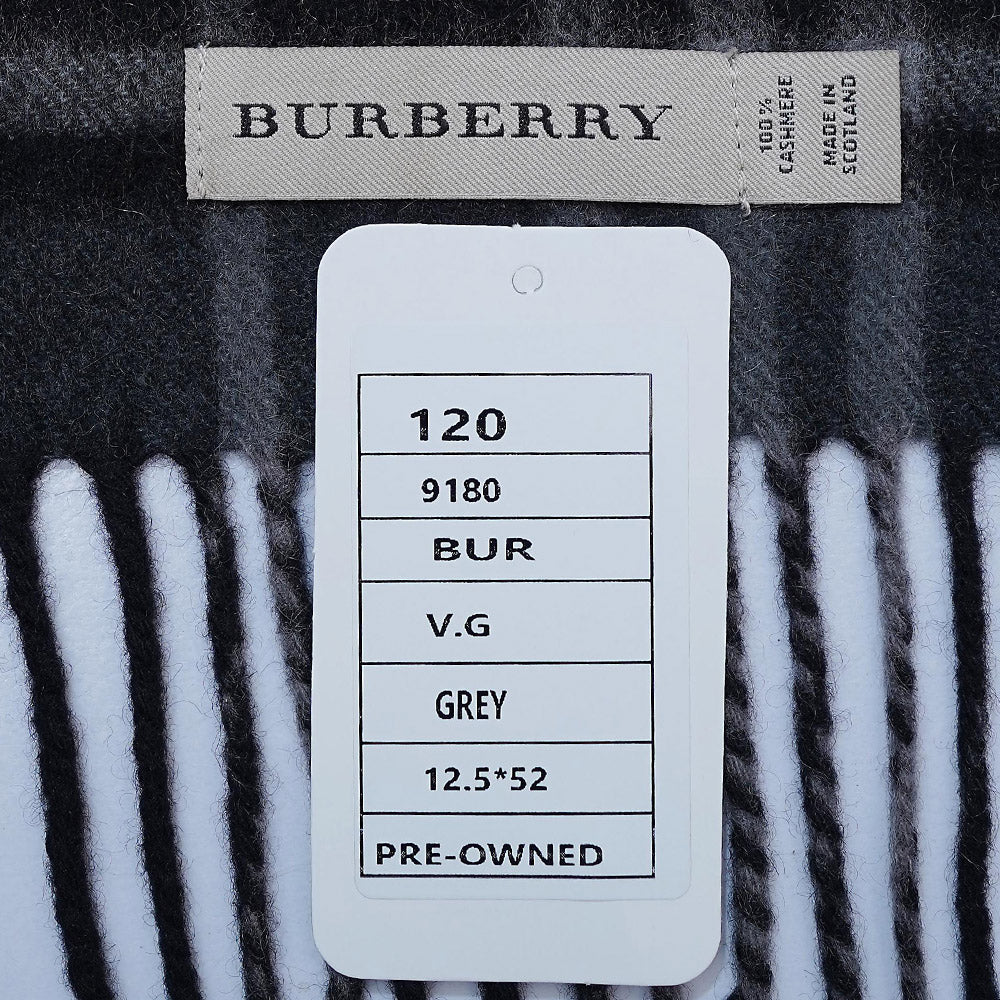 BURBERRY
100%
CASHMERE
MADE IN
SCOTLAND
120
9180
BUR
V.G
GREY
12.5*52
PRE-OWNED